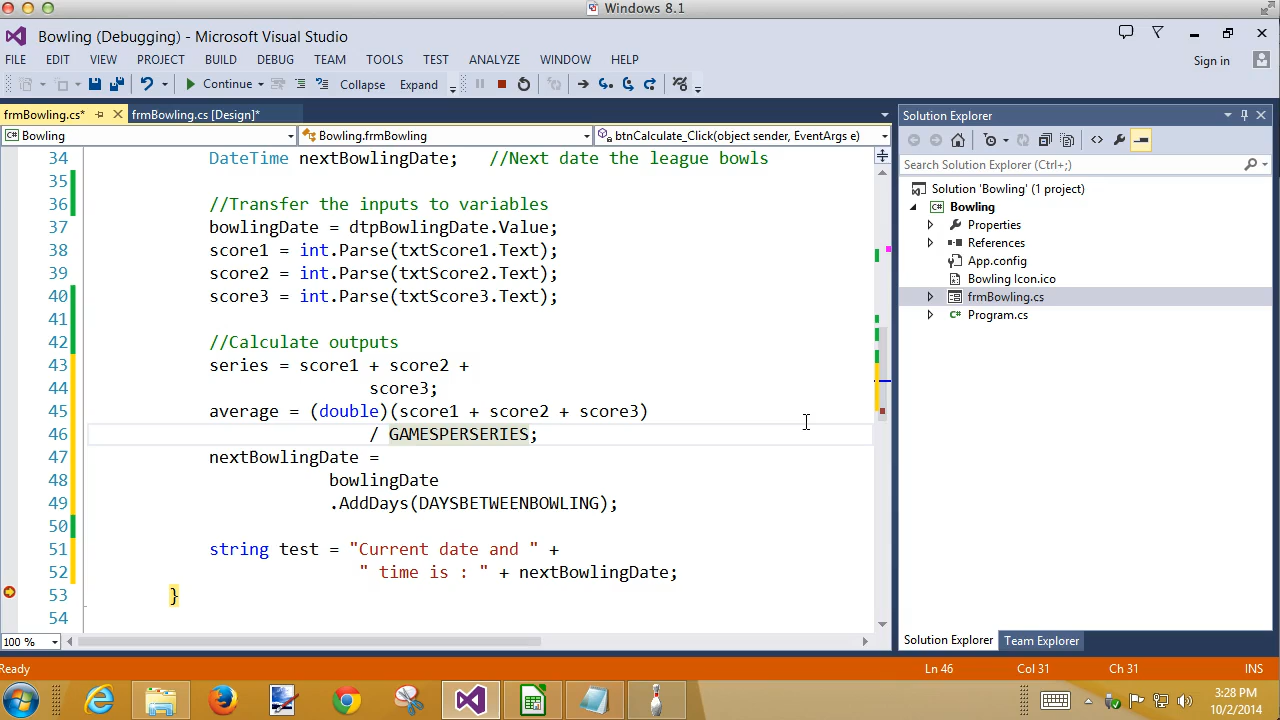 Windows 8.1
Bowling (Debugging) - Microsoft Visual Studio
FILE EDIT VIEW PROJECT BUILD DEBUG TEAM TOOLS TEST ANALYZE WINDOW HELP
Sign in
Continue Collapse Expand
frmBowling.cs* frmBowling.cs [Design]*
Solution Explorer
Bowling Bowling.frmBowling btnCalculate_Click(object sender, EventArgs e)
Search Solution Explorer (Ctrl+;)
Solution 'Bowling' (1 project)
Bowling
Properties
References
App.config
Bowling Icon.ico
frmBowling.cs
Program.cs
34 DateTime nextBowlingDate; //Next date the league bowls
35
36 //Transfer the inputs to variables
37 bowlingDate = dtpBowlingDate.Value;
38 score1 = int.Parse(txtScore1.Text);
39 score2 = int.Parse(txtScore2.Text);
40 score3 = int.Parse(txtScore3.Text);
41
42 //Calculate outputs
43 series = score1 + score2 +
44 score3;
45 average = (double)(score1 + score2 + score3)
46 / GAMESPERSERIES;
47 nextBowlingDate =
48 bowlingDate
49 .AddDays(DAYSBETWEENBOWLING);
50
51 string test = "Current date and " +
52 " time is : " + nextBowlingDate;
53 }
54
100 %
Solution Explorer Team Explorer
Ready Ln 46 Col 31 Ch 31 INS
3:28 PM
10/2/2014